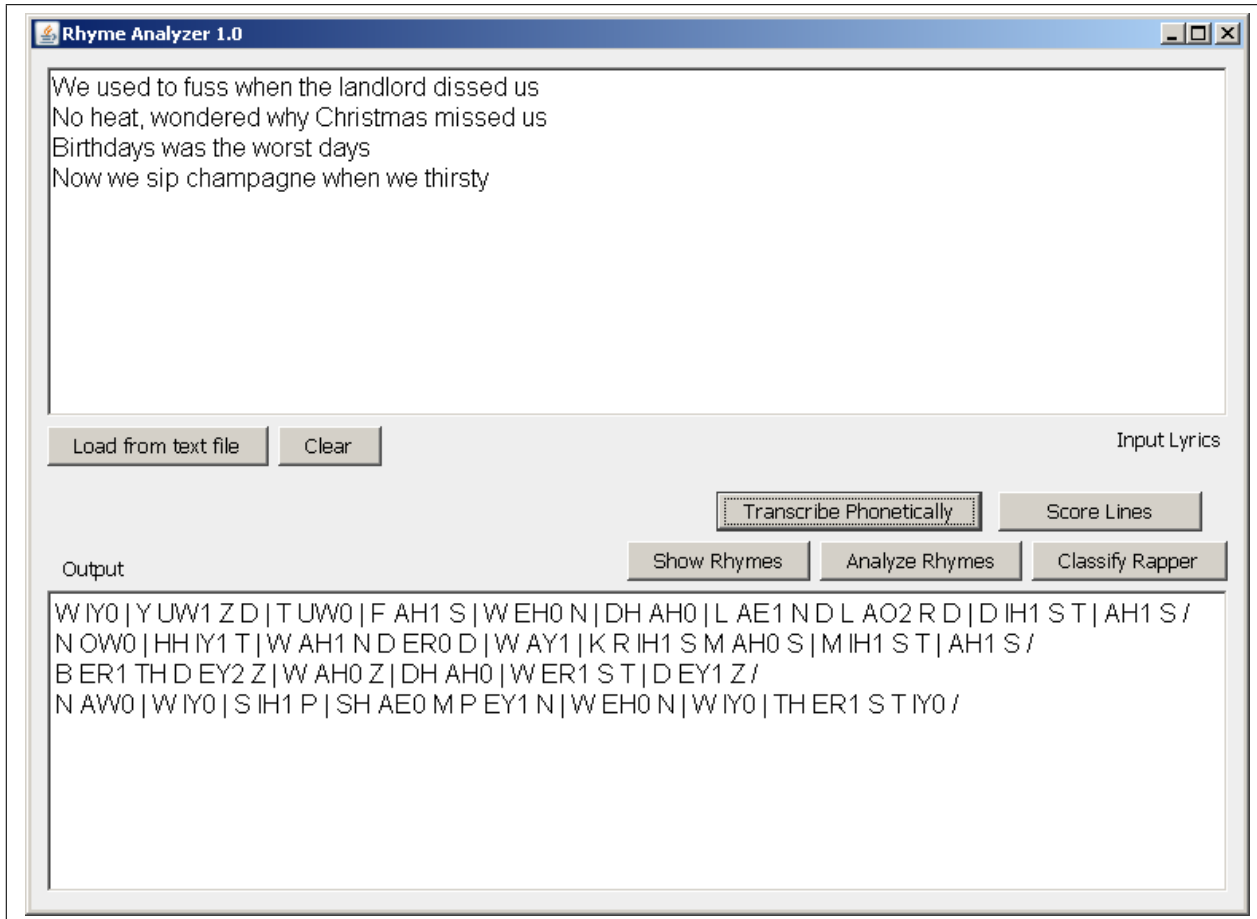 Rhyme Analyzer 1.0
We used to fuss when the landlord dissed us
No heat, wondered why Christmas missed us
Birthdays was the worst days
Now we sip champagne when we thirsty
Load from text file
Clear
Input Lyrics
Transcribe Phonetically
Score Lines
Show Rhymes
Analyze Rhymes
Classify Rapper
Output
W IY0 | Y UW1 Z D | T UW0 | F AH1 S | W EH0 N | DH AH0 | L AE1 N D L AO2 R D | D IH1 S T | AH1 S /
N OW0 | HH IY1 T | W AH1 N D ER0 D | W AY1 | K R IH1 S M AH0 S | M IH1 S T | AH1 S /
B ER1 TH D EY2 Z | W AH0 Z | DH AH0 | W ER1 S T | D EY1 Z /
N AW0 | W IY0 | S IH1 P | SH AE0 M P EY1 N | W EH0 N | W IY0 | TH ER1 S T IY0 /